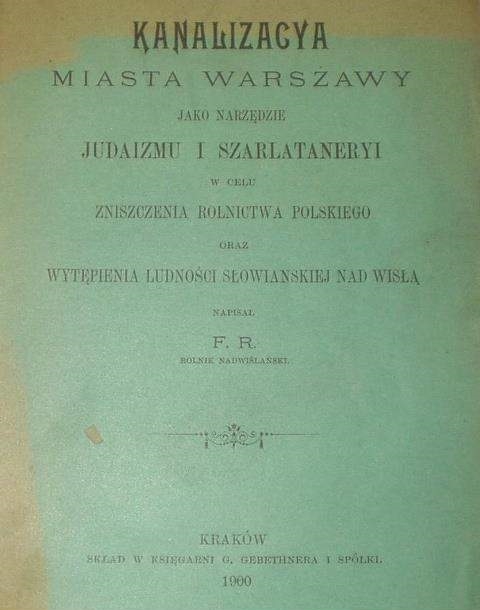 KANALIZACYA
MIASTA WARSZAWY
JAKO NARZĘDZIE
JUDAIZMU I SZARLATANERYI
W CELU
ZNISZCZENIA ROLNICTWA POLSKIEGO
ORAZ
WYTĘPIENIA LUDNOŚCI SŁOWIANSKIEJ NAD WISŁĄ
NAPISAŁ
F. R.
ROLNIK NADWIŚLAŃSKI.
KRAKÓW
SKŁAD W KSIĘGARNI G. GEBETHNERA I SPÓŁKI.
1900